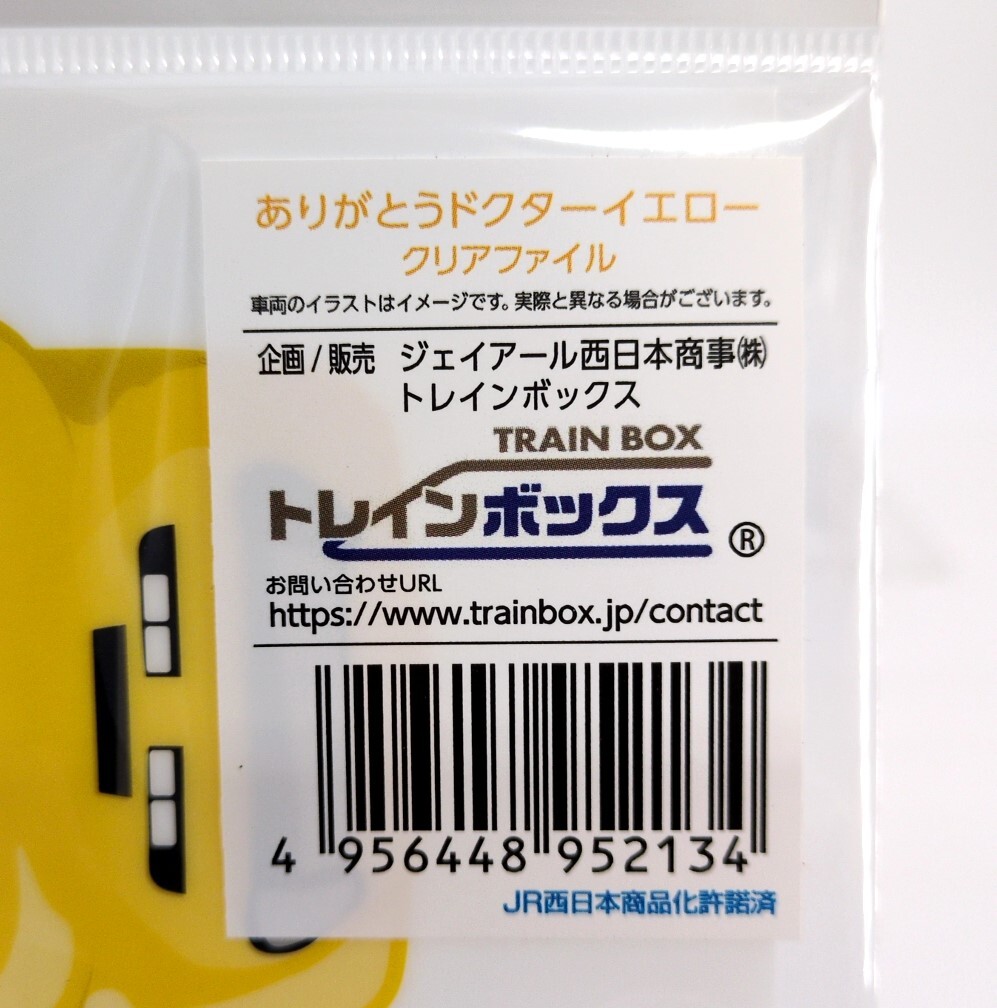 ありがとうドクターイエロー
クリアファイル
車両のイラストはイメージです。実際と異なる場合がございます。
企画/販売 ジェイアール西日本商事㈱
トレインボックス
TRAIN BOX
トレインボックス®
お問い合わせURL
https://www.trainbox.jp/contact
4 956448 952134
JR西日本商品化許諾済